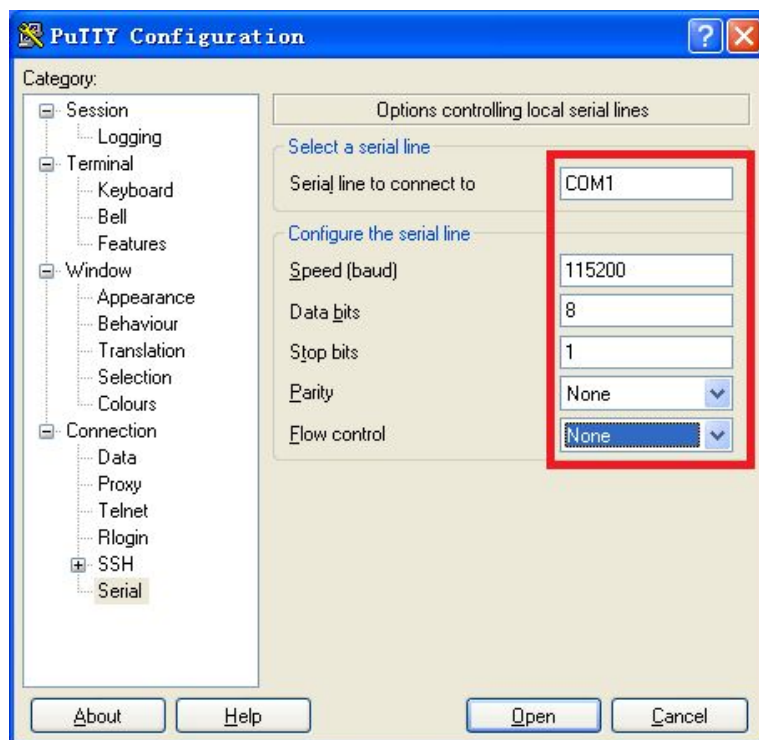 PuTTY Configuration
Category:
Session
Logging
Terminal
Keyboard
Bell
Features
Window
Appearance
Behaviour
Translation
Selection
Colours
Connection
Data
Proxy
Telnet
Rlogin
SSH
Serial
Options controlling local serial lines
Select a serial line
Serial line to connect to COM1
Configure the serial line
Speed (baud) 115200
Data bits 8
Stop bits 1
Parity None
Flow control None
About Help Open Cancel